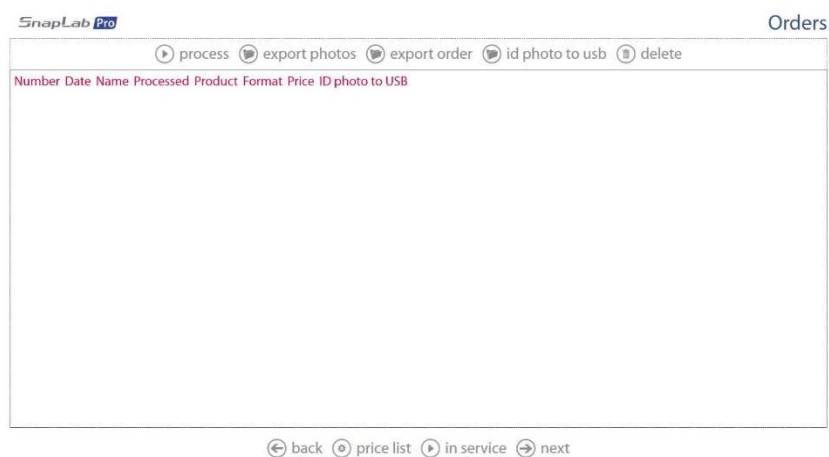 SnapLab Pro
Orders
process export photos export order id photo to usb delete
Number Date Name Processed Product Format Price ID photo to USB
back price list in service next